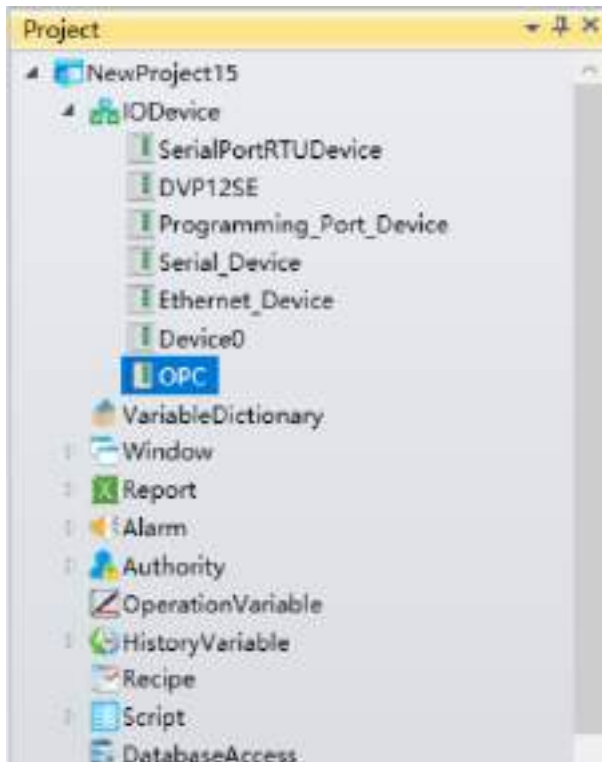 Project
NewProject15
IODevice
SerialPortRTUDevice
DVP12SE
Programming_Port_Device
Serial_Device
Ethernet_Device
Device0
OPC
VariableDictionary
Window
Report
Alarm
Authority
OperationVariable
HistoryVariable
Recipe
Script
DatabaseAccess